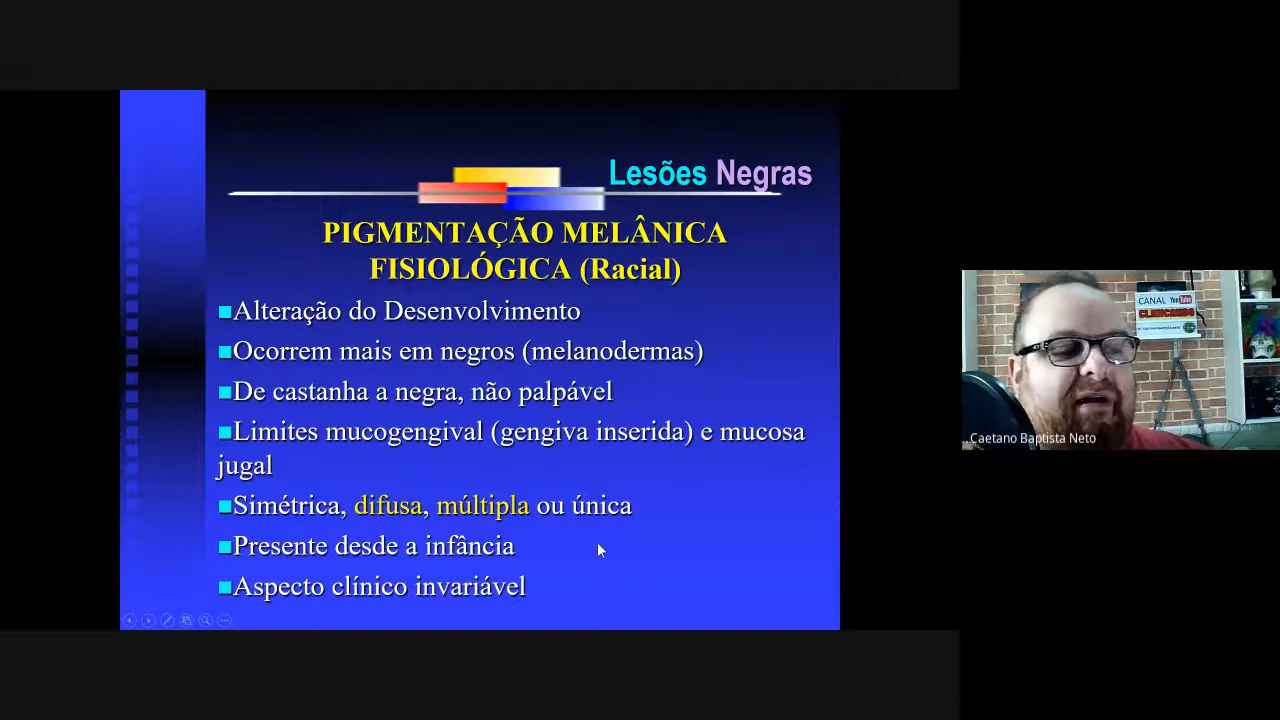 Lesões Negras
PIGMENTAÇÃO MELÂNICA
FISIOLÓGICA (Racial)
Alteração do Desenvolvimento
Ocorrem mais em negros (melanodermas)
De castanha a negra, não palpável
Limites mucogengival (gengiva inserida) e mucosa
jugal
Simétrica, difusa, múltipla ou única
Presente desde a infância
Aspecto clínico invariável
CANAL YouTube
CLINICANDO
...Caetano Baptista Neto